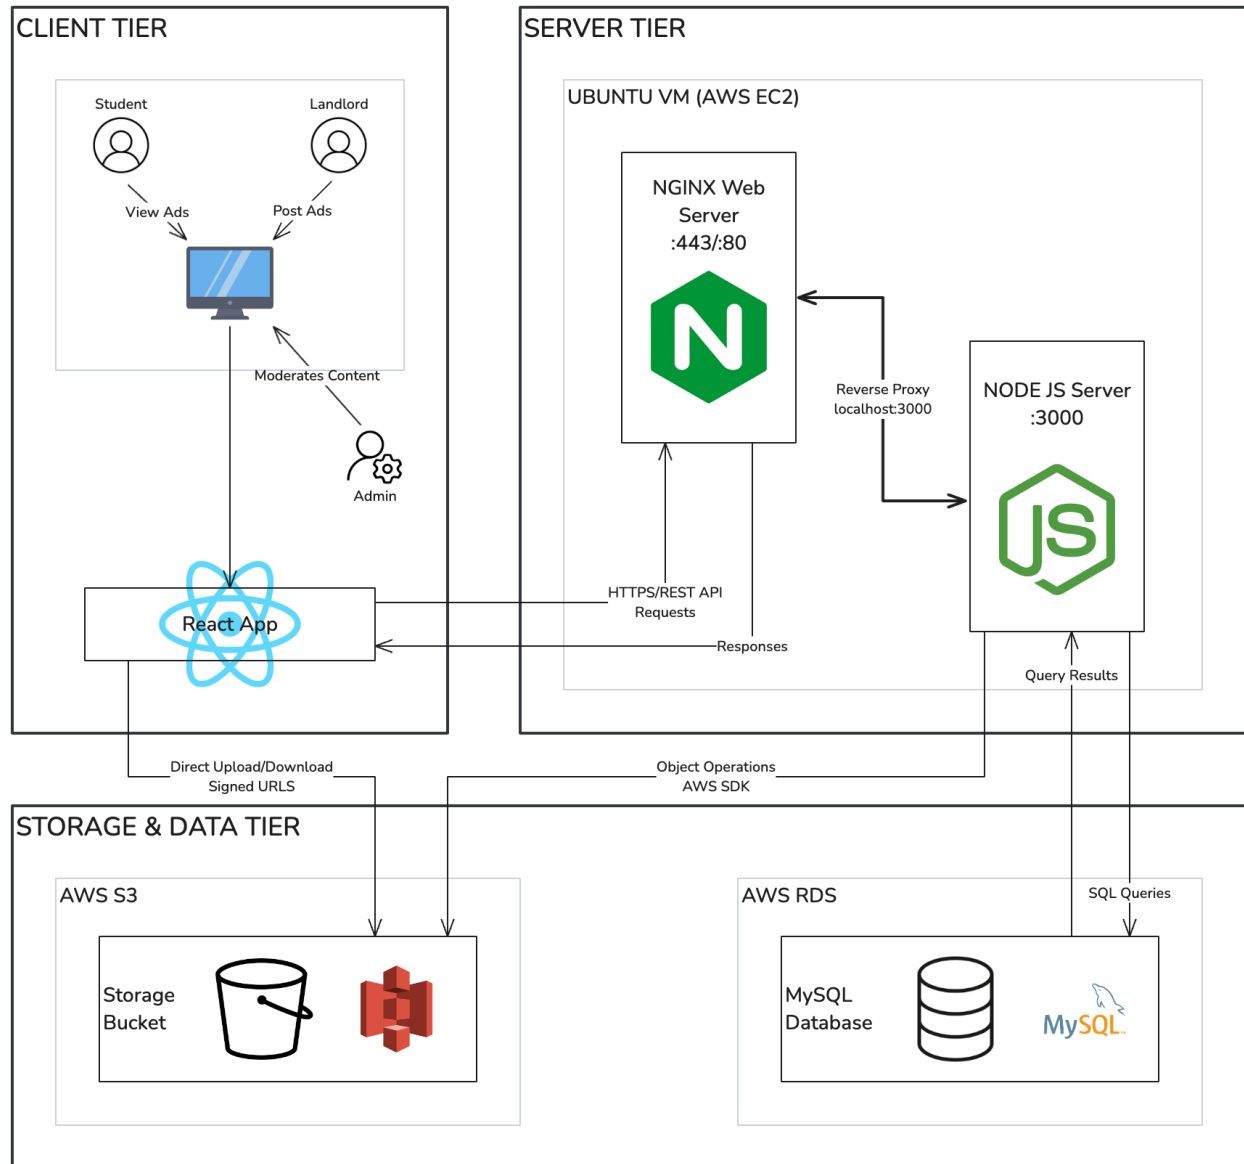 CLIENT TIER
Student
Landlord
View Ads
Post Ads
Moderates Content
Admin
React App
SERVER TIER
UBUNTU VM (AWS EC2)
NGINX Web
Server
:443/:80
Reverse Proxy
localhost:3000
NODE JS Server
:3000
JS
HTTPS/REST API
Requests
Responses
Query Results
Direct Upload/Download
Signed URLS
Object Operations
AWS SDK
STORAGE & DATA TIER
AWS S3
Storage
Bucket
AWS RDS
SQL Queries
MySQL
Database
MySQL